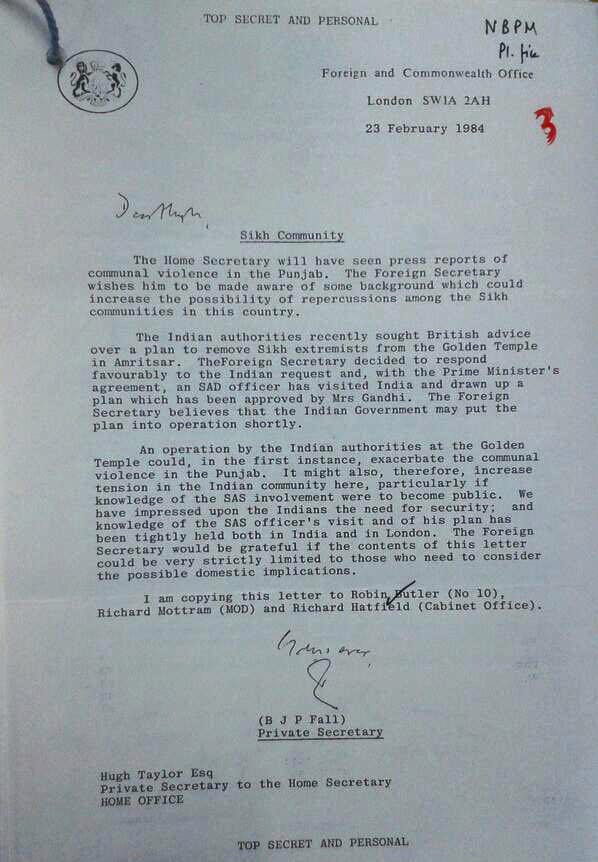 TOP SECRET AND PERSONAL
NBPM
Pl. file
Foreign and Commonwealth Office
London SW1A 2AH
23 February 1984
3
Dear Hugh,
Sikh Community
The Home Secretary will have seen press reports of
communal violence in the Punjab. The Foreign Secretary
wishes him to be made aware of some background which could
increase the possibility of repercussions among the Sikh
communities in this country.
The Indian authorities recently sought British advice
over a plan to remove Sikh extremists from the Golden Temple
in Amritsar. TheForeign Secretary decided to respond
favourably to the Indian request and, with the Prime Minister's
agreement, an SAD officer has visited India and drawn up a
plan which has been approved by Mrs Gandhi. The Foreign
Secretary believes that the Indian Government may put the
plan into operation shortly.
An operation by the Indian authorities at the Golden
Temple could, in the first instance, exacerbate the communal
violence in the Punjab. It might also, therefore, increase
tension in the Indian community here, particularly if
knowledge of the SAS involvement were to become public. We
have impressed upon the Indians the need for security; and
knowledge of the SAS officer's visit and of his plan has
been tightly held both in India and in London. The Foreign
Secretary would be grateful if the contents of this letter
could be very strictly limited to those who need to consider
the possible domestic implications.
I am copying this letter to Robin Butler (No 10),
Richard Mottram (MOD) and Richard Hatfield (Cabinet Office).
Yours ever,
(B J P Fall)
Private Secretary
Hugh Taylor Esq
Private Secretary to the Home Secretary
HOME OFFICE
TOP SECRET AND PERSONAL